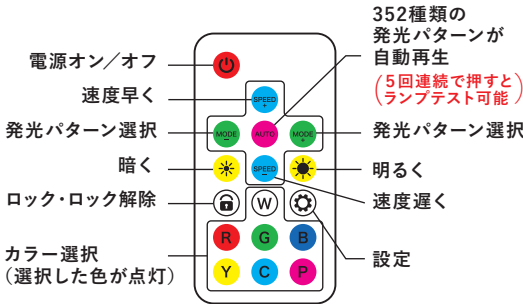 352種類の
発光パターンが
自動再生
(5回連続で押すと
ランプテスト可能)
電源オン／オフ
速度早く
発光パターン選択
暗く
ロック・ロック解除
カラー選択
(選択した色が点灯)
SPEED
+
MODE
−
AUTO
MODE
+
SPEED
−
W
R G B
Y C P
発光パターン選択
明るく
速度遅く
設定